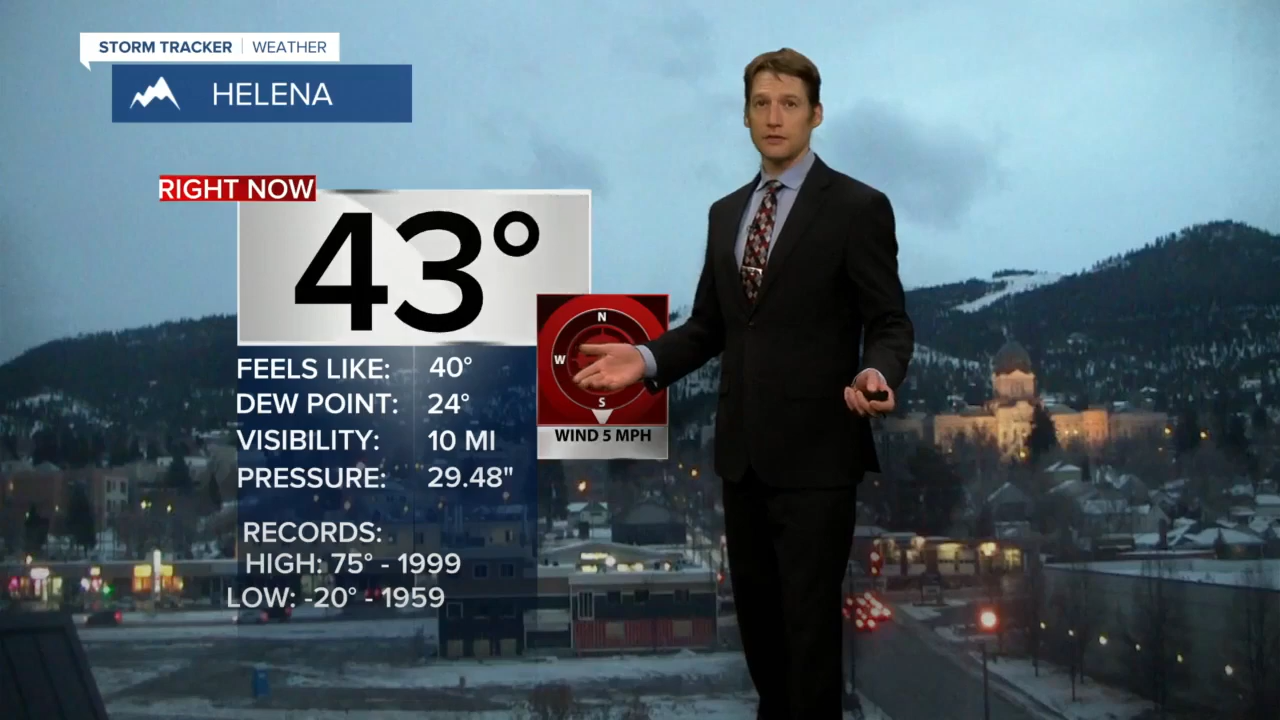 STORM TRACKER | WEATHER
HELENA
RIGHT NOW
43°
FEELS LIKE: 40°
DEW POINT: 24°
VISIBILITY: 10 MI
PRESSURE: 29.48"
N
W
S
WIND 5 MPH
RECORDS:
HIGH: 75° - 1999
LOW: -20° - 1959